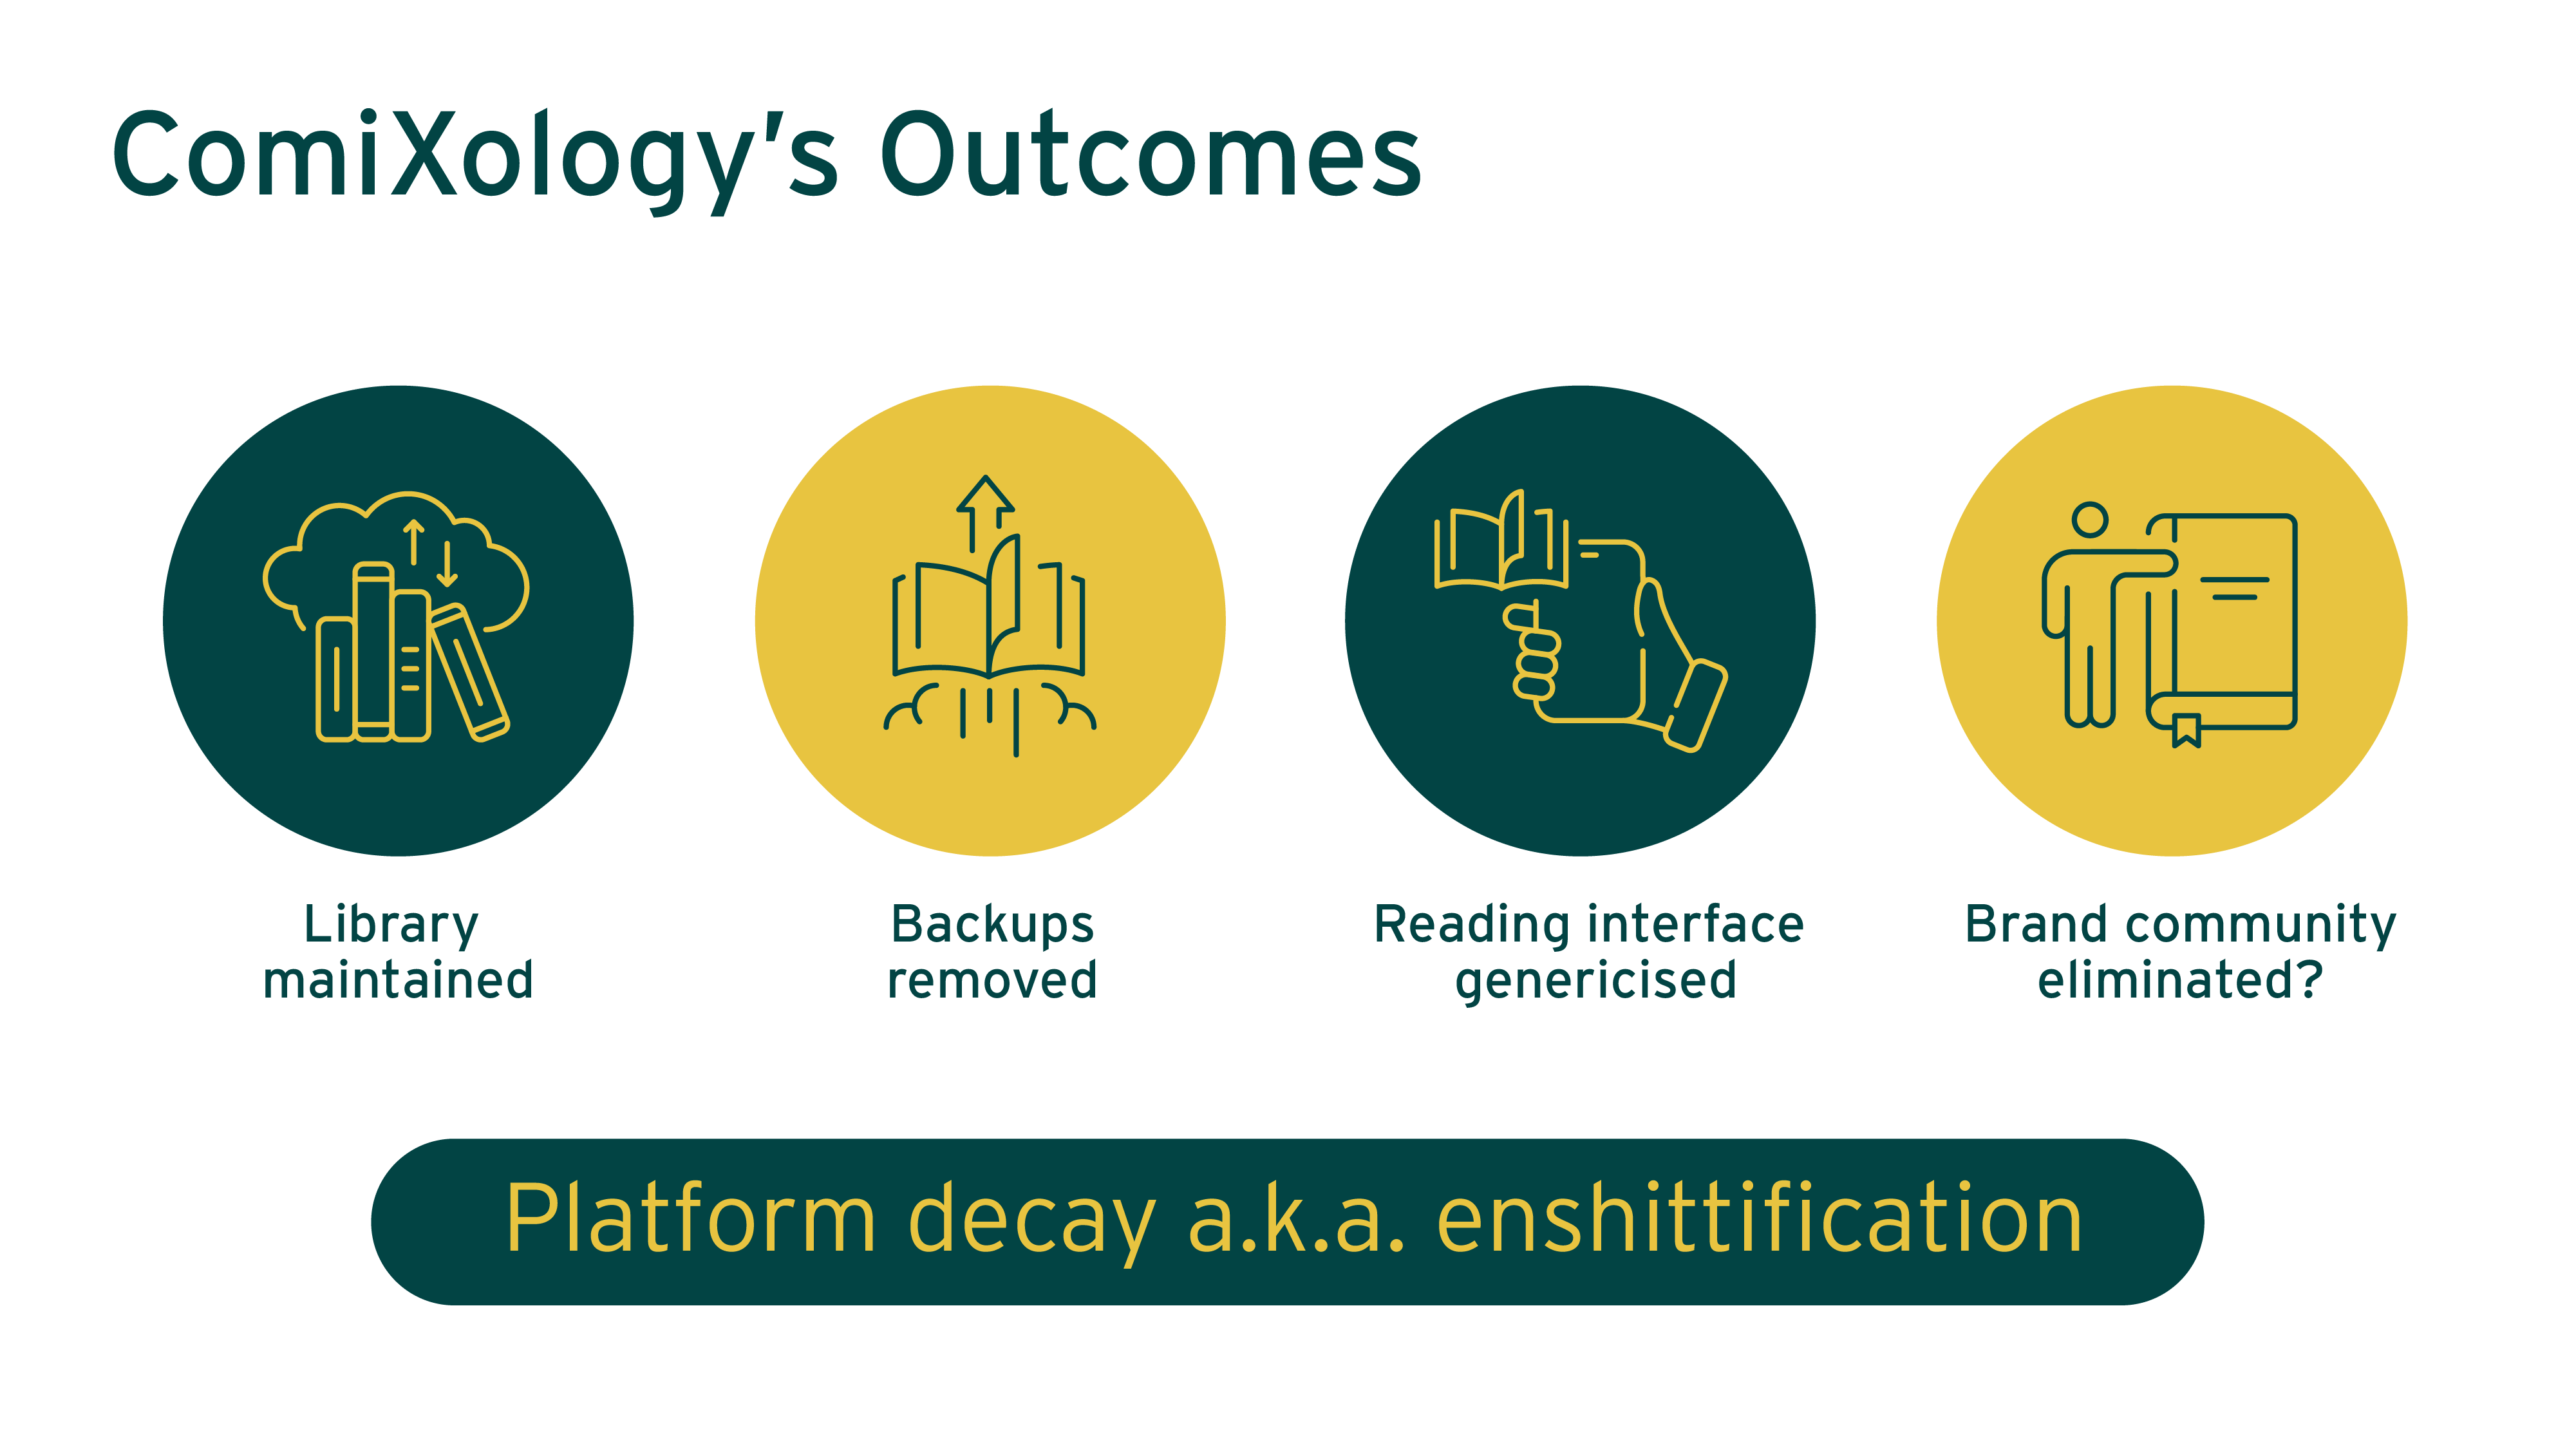 ComiXology’s Outcomes
Library
maintained
Backups
removed
Reading interface
genericised
Brand community
eliminated?
Platform decay a.k.a. enshittification